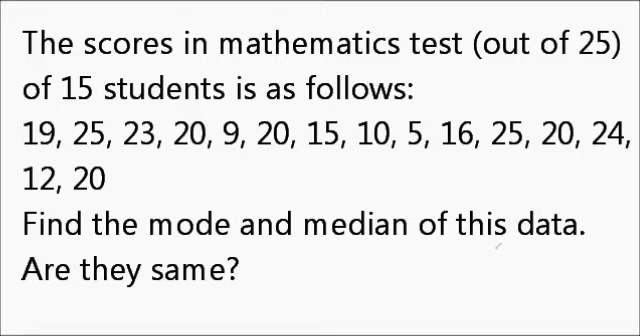 The scores in mathematics test (out of 25)
of 15 students is as follows:
19, 25, 23, 20, 9, 20, 15, 10, 5, 16, 25, 20, 24,
12, 20
Find the mode and median of this data.
Are they same?